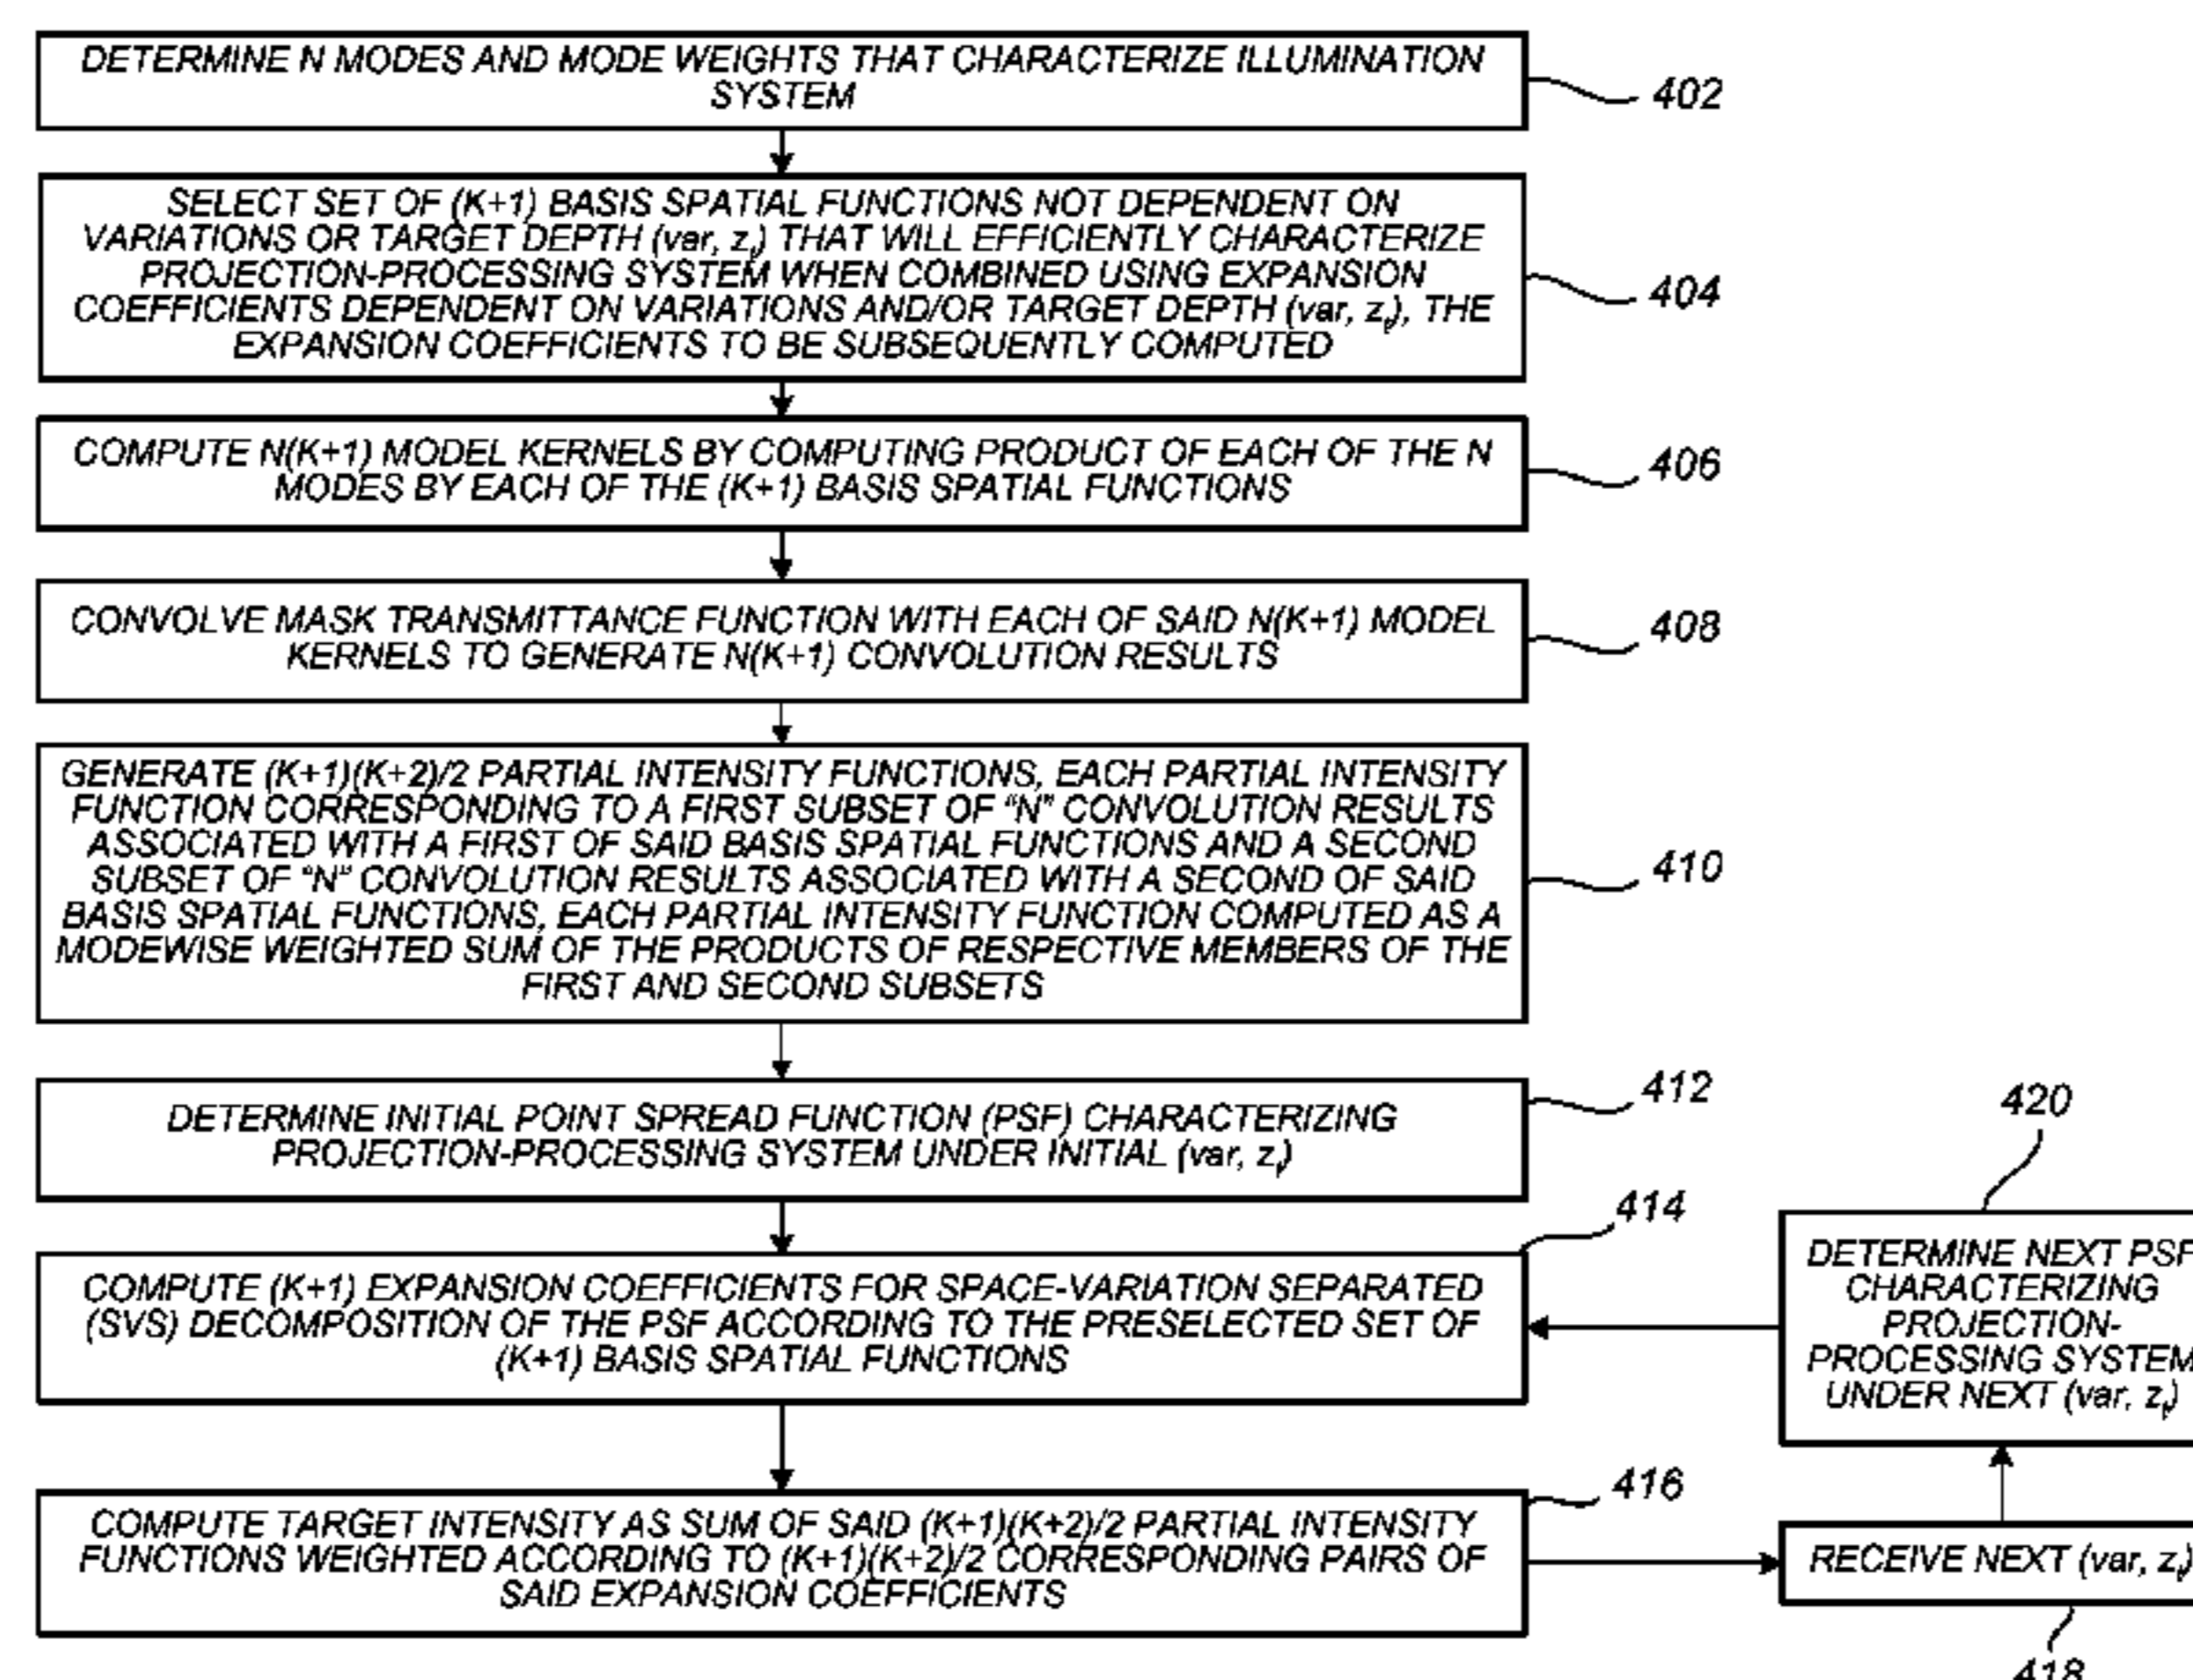 DETERMINE N MODES AND MODE WEIGHTS THAT CHARACTERIZE ILLUMINATION
SYSTEM
402
SELECT SET OF (K+1) BASIS SPATIAL FUNCTIONS NOT DEPENDENT ON
VARIATIONS OR TARGET DEPTH (var, zt) THAT WILL EFFICIENTLY CHARACTERIZE
PROJECTION-PROCESSING SYSTEM WHEN COMBINED USING EXPANSION
COEFFICIENTS DEPENDENT ON VARIATIONS AND/OR TARGET DEPTH (var, zt), THE
EXPANSION COEFFICIENTS TO BE SUBSEQUENTLY COMPUTED
404
COMPUTE N(K+1) MODEL KERNELS BY COMPUTING PRODUCT OF EACH OF THE N
MODES BY EACH OF THE (K+1) BASIS SPATIAL FUNCTIONS
406
CONVOLVE MASK TRANSMITTANCE FUNCTION WITH EACH OF SAID N(K+1) MODEL
KERNELS TO GENERATE N(K+1) CONVOLUTION RESULTS
408
GENERATE (K+1)(K+2)/2 PARTIAL INTENSITY FUNCTIONS, EACH PARTIAL INTENSITY
FUNCTION CORRESPONDING TO A FIRST SUBSET OF "N" CONVOLUTION RESULTS
ASSOCIATED WITH A FIRST OF SAID BASIS SPATIAL FUNCTIONS AND A SECOND
SUBSET OF "N" CONVOLUTION RESULTS ASSOCIATED WITH A SECOND OF SAID
BASIS SPATIAL FUNCTIONS, EACH PARTIAL INTENSITY FUNCTION COMPUTED AS A
MODEWISE WEIGHTED SUM OF THE PRODUCTS OF RESPECTIVE MEMBERS OF THE
FIRST AND SECOND SUBSETS
410
DETERMINE INITIAL POINT SPREAD FUNCTION (PSF) CHARACTERIZING
PROJECTION-PROCESSING SYSTEM UNDER INITIAL (var, zt)
412
COMPUTE (K+1) EXPANSION COEFFICIENTS FOR SPACE-VARIATION SEPARATED
(SVS) DECOMPOSITION OF THE PSF ACCORDING TO THE PRESELECTED SET OF
(K+1) BASIS SPATIAL FUNCTIONS
414
COMPUTE TARGET INTENSITY AS SUM OF SAID (K+1)(K+2)/2 PARTIAL INTENSITY
FUNCTIONS WEIGHTED ACCORDING TO (K+1)(K+2)/2 CORRESPONDING PAIRS OF
SAID EXPANSION COEFFICIENTS
416
420
DETERMINE NEXT PSF
CHARACTERIZING
PROJECTION-
PROCESSING SYSTEM
UNDER NEXT (var, zt)
RECEIVE NEXT (var, zt)
418